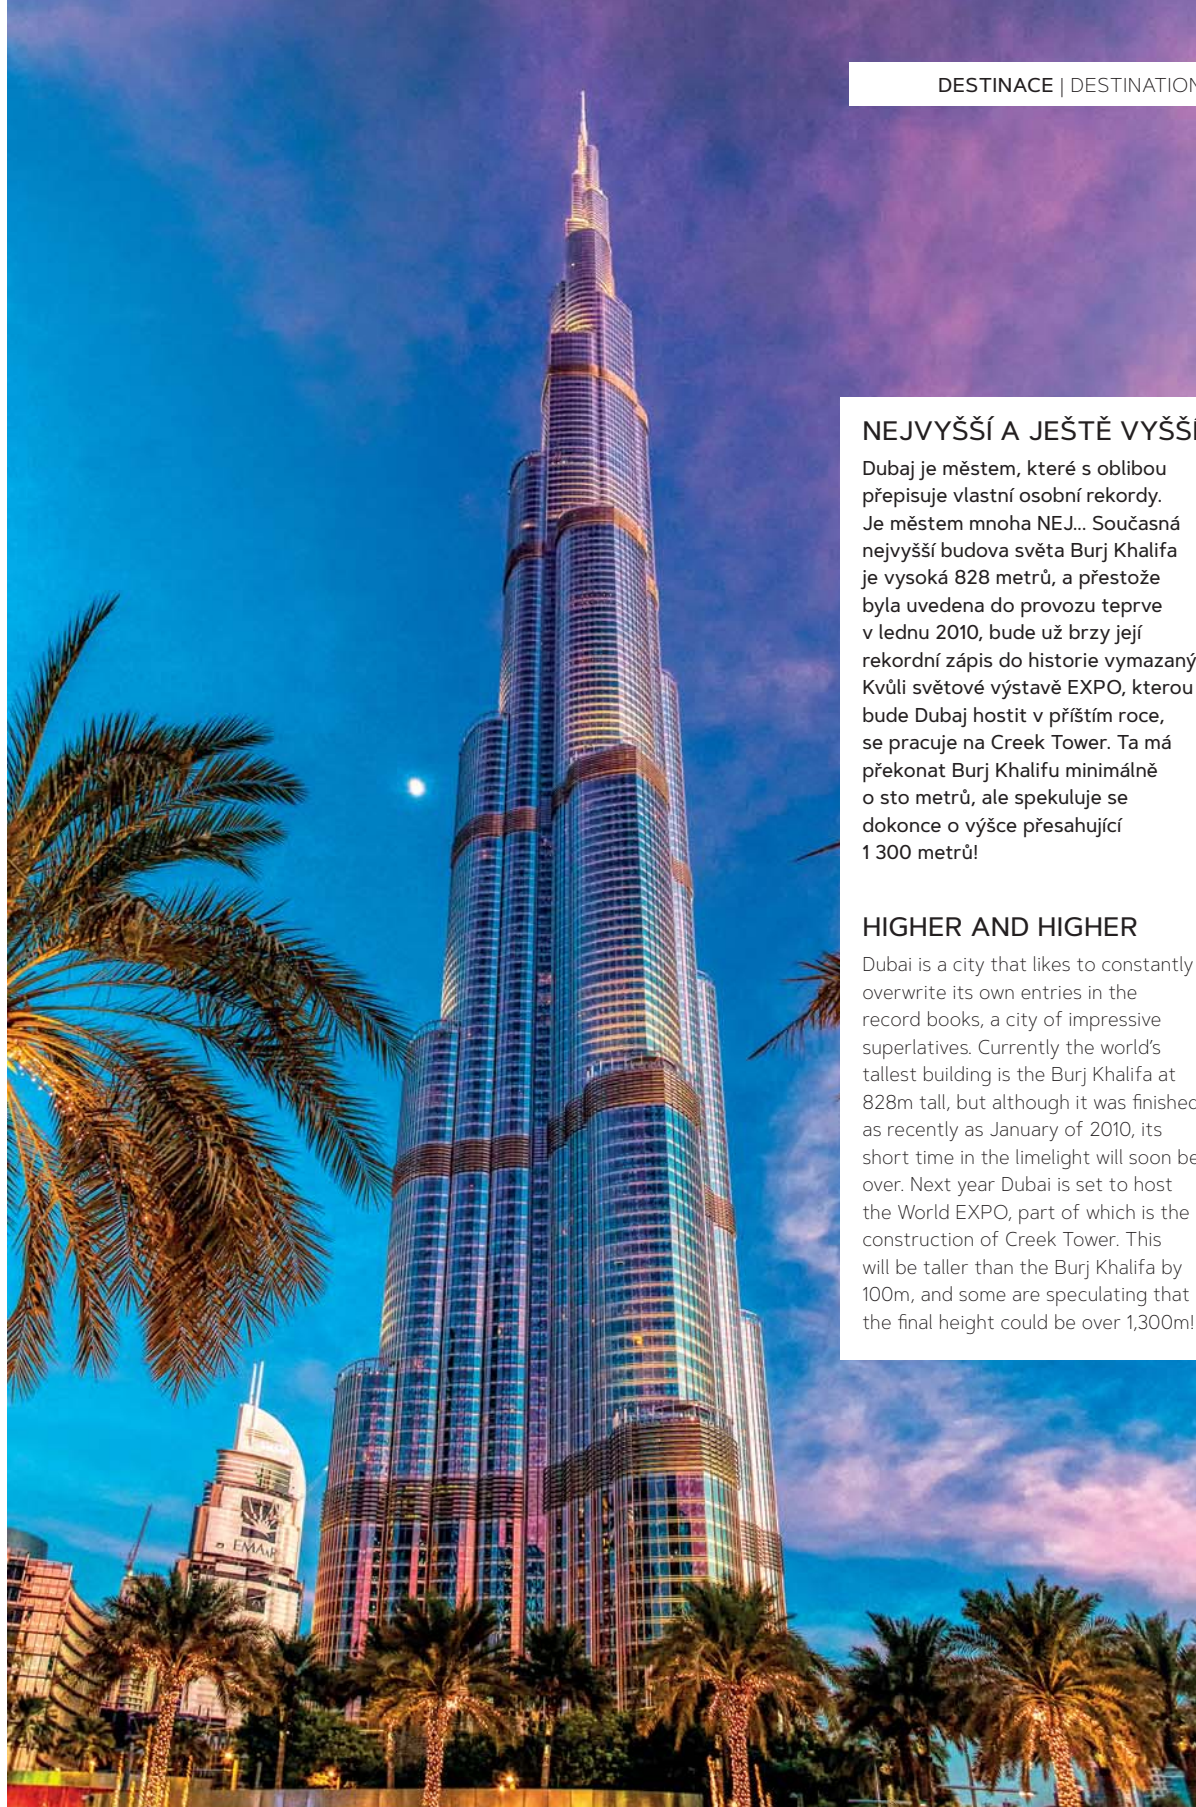 DESTINACE | DESTINATION
NEJVYŠŠÍ A JEŠTĚ VYŠŠÍ
Dubaj je městem, které s oblibou
přepisuje vlastní osobní rekordy.
Je městem mnoha NEJ... Současná
nejvyšší budova světa Burj Khalifa
je vysoká 828 metrů, a přestože
byla uvedena do provozu teprve
v lednu 2010, bude už brzy její
rekordní zápis do historie vymazaný
Kvůli světové výstavě EXPO, kterou
bude Dubaj hostit v příštím roce,
se pracuje na Creek Tower. Ta má
překonat Burj Khalifu minimálně
o sto metrů, ale spekuluje se
dokonce o výšce přesahující
1 300 metrů!
HIGHER AND HIGHER
Dubai is a city that likes to constantly
overwrite its own entries in the
record books, a city of impressive
superlatives. Currently the world's
tallest building is the Burj Khalifa at
828m tall, but although it was finished
as recently as January of 2010, its
short time in the limelight will soon be
over. Next year Dubai is set to host
the World EXPO, part of which is the
construction of Creek Tower. This
will be taller than the Burj Khalifa by
100m, and some are speculating that
the final height could be over 1,300m!
EMAAR